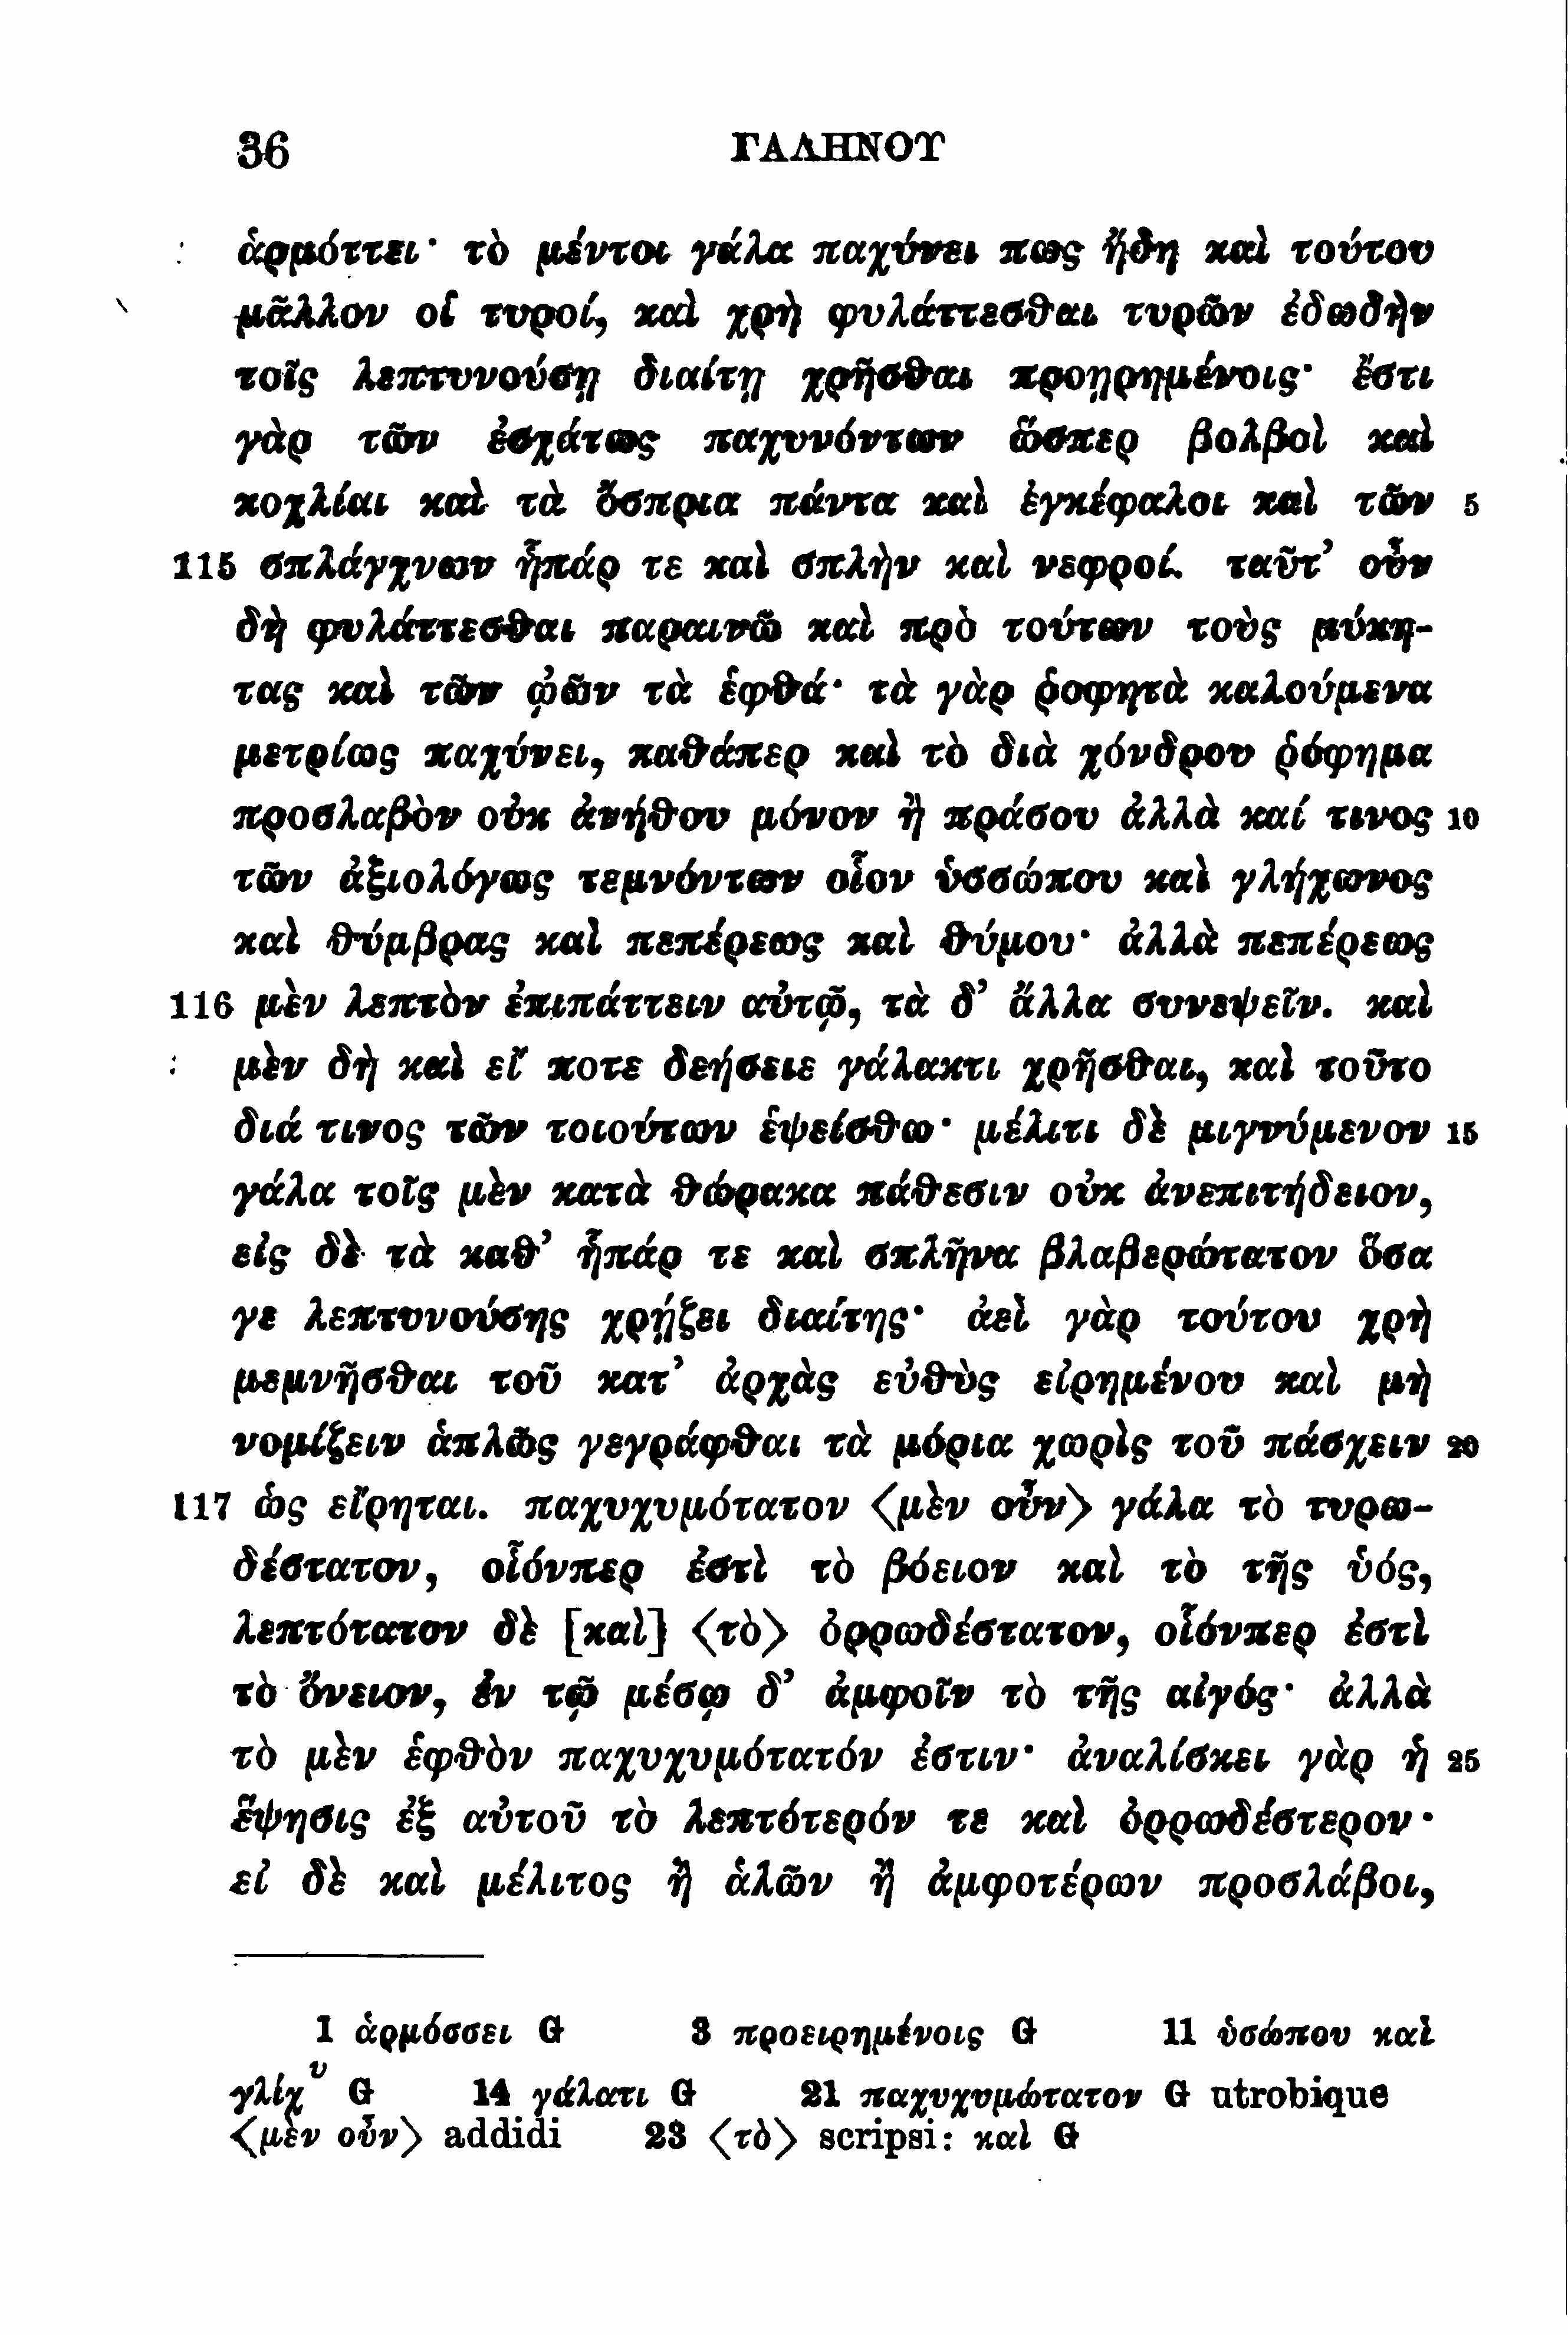 36 ΓΑΛΗΝΟΥ
ἁρμόττει· τὸ μέντοι γάλα παχύνει πως ἤδη καὶ τούτου
μᾶλλον οἱ τυροί, καὶ χρὴ φυλάττεσθαι τυρῶν ἐδωδὴν
τοῖς λεπτυνούσῃ διαίτῃ χρῆσθαι προῃρημένοις· ἔστι
γὰρ τῶν ἐσχάτως παχυνόντων ὥσπερ βολβοὶ καὶ
κοχλίαι καὶ τὰ ὄσπρια πάντα καὶ ἐγκέφαλοι καὶ τῶν 5
115 σπλάγχνων ἧπάρ τε καὶ σπλὴν καὶ νεφροί. ταῦτ’ οὖν
δὴ φυλάττεσθαι παραινῶ καὶ πρὸ τούτων τοὺς μύκη-
τας καὶ τῶν ᾠῶν τὰ ἑφθά· τὰ γὰρ ῥοφητὰ καλούμενα
μετρίως παχύνει, καθάπερ καὶ τὸ διὰ χόνδρου ῥόφημα
προσλαβὸν οὐκ ἀνήθου μόνον ἢ πράσου ἀλλὰ καί τινος 10
τῶν ἀξιολόγως τεμνόντων οἷον ὑσσώπου καὶ γλήχωνος
καὶ θύμβρας καὶ πεπέρεως καὶ θύμου· ἀλλὰ πεπέρεως
116 μὲν λεπτὸν ἐπιπάττειν αὐτῷ, τὰ δ’ ἄλλα συνεψεῖν. καὶ
μὲν δὴ καὶ εἴ ποτε δεήσειε γάλακτι χρῆσθαι, καὶ τοῦτο
διά τινος τῶν τοιούτων ἑψείσθω· μέλιτι δὲ μιγνύμενον 15
γάλα τοῖς μὲν κατὰ θώρακα πάθεσιν οὐκ ἀνεπιτήδειον,
εἰς δὲ τὰ καθ’ ἧπάρ τε καὶ σπλῆνα βλαβερώτατον ὅσα
γε λεπτυνούσης χρῄζει διαίτης· ἀεὶ γὰρ τούτου χρὴ
μεμνῆσθαι τοῦ κατ’ ἀρχὰς εὐθὺς εἰρημένου καὶ μὴ
νομίζειν ἁπλῶς γεγράφθαι τὰ μόρια χωρὶς τοῦ πάσχειν 20
117 ὡς εἴρηται. παχυχυμότατον ⟨μὲν οὖν⟩ γάλα τὸ τυρω-
δέστατον, οἷόνπερ ἐστὶ τὸ βόειον καὶ τὸ τῆς ὑός,
λεπτότατον δὲ [καὶ] ⟨τὸ⟩ ὀρρωδέστατον, οἷόνπερ ἐστὶ
τὸ ὄνειον, ἐν τῷ μέσῳ δ’ ἀμφοῖν τὸ τῆς αἰγός· ἀλλὰ
τὸ μὲν ἑφθὸν παχυχυμότατόν ἐστιν· ἀναλίσκει γὰρ ἡ 25
ἕψησις ἐξ αὐτοῦ τὸ λεπτότερόν τε καὶ ὀρρωδέστερον·
εἰ δὲ καὶ μέλιτος ἢ ἁλῶν ἢ ἀμφοτέρων προσλάβοι,
1 ἁρμόσσει G 3 προειρημένοις G 11 ὑσώπου καὶ
γλίχ^υ G 14 γάλατι G 21 παχυχυμώτατον G utrobique
⟨μὲν οὖν⟩ addidi 23 ⟨τὸ⟩ scripsi: καὶ G